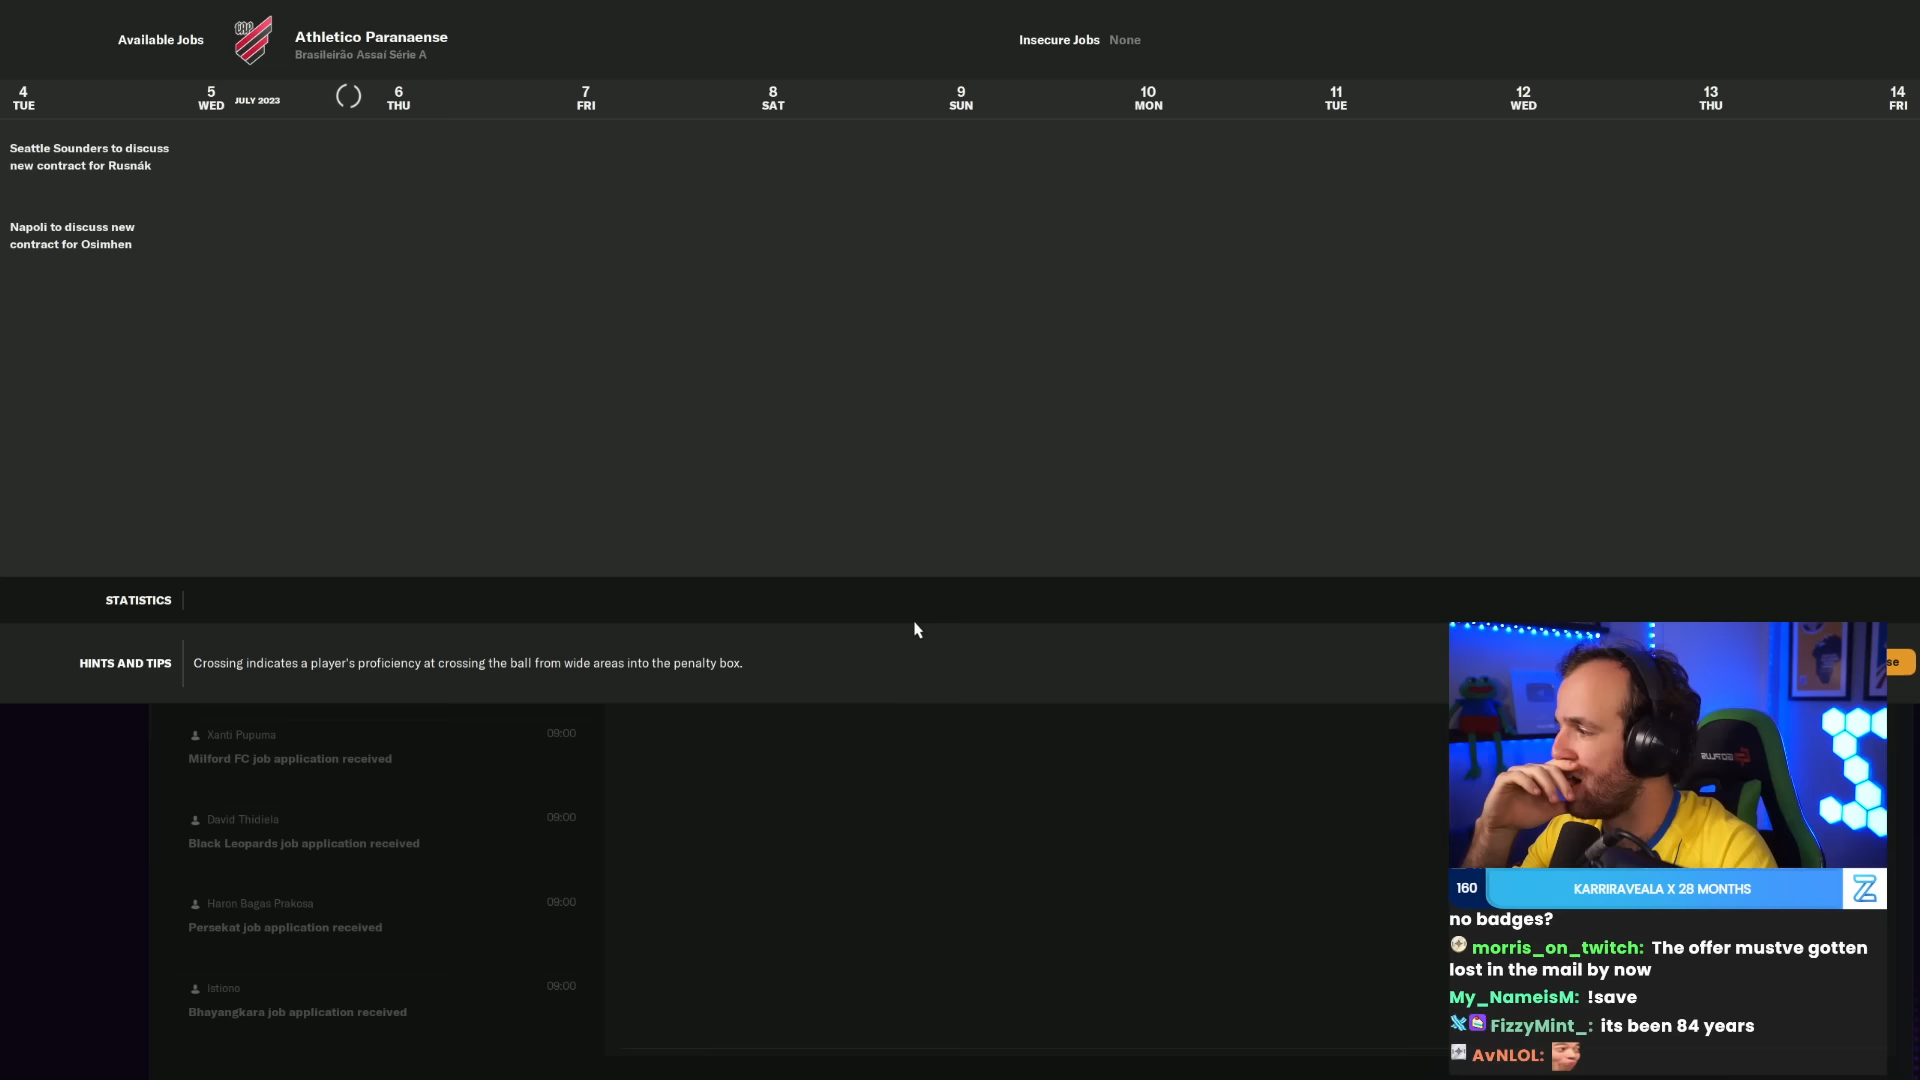 Available Jobs
Athletico Paranaense
Brasileirão Assaí Série A
Insecure Jobs None
4 TUE
5 WED
JULY 2023
6 THU
7 FRI
8 SAT
9 SUN
10 MON
11 TUE
12 WED
13 THU
14 FRI
Seattle Sounders to discuss
new contract for Rusnák
Napoli to discuss new
contract for Osimhen
STATISTICS
HINTS AND TIPS
Crossing indicates a player's proficiency at crossing the ball from wide areas into the penalty box.
se
Xanti Pupuma 09:00
Milford FC job application received
David Thidiela 09:00
Black Leopards job application received
Haron Bagas Prakosa 09:00
Persekat job application received
Istiono 09:00
Bhayangkara job application received
160 KARRIRAVEALA X 28 MONTHS
no badges?
morris_on_twitch: The offer mustve gotten
lost in the mail by now
My_NameisM: !save
FizzyMint_: its been 84 years
AvNLOL: